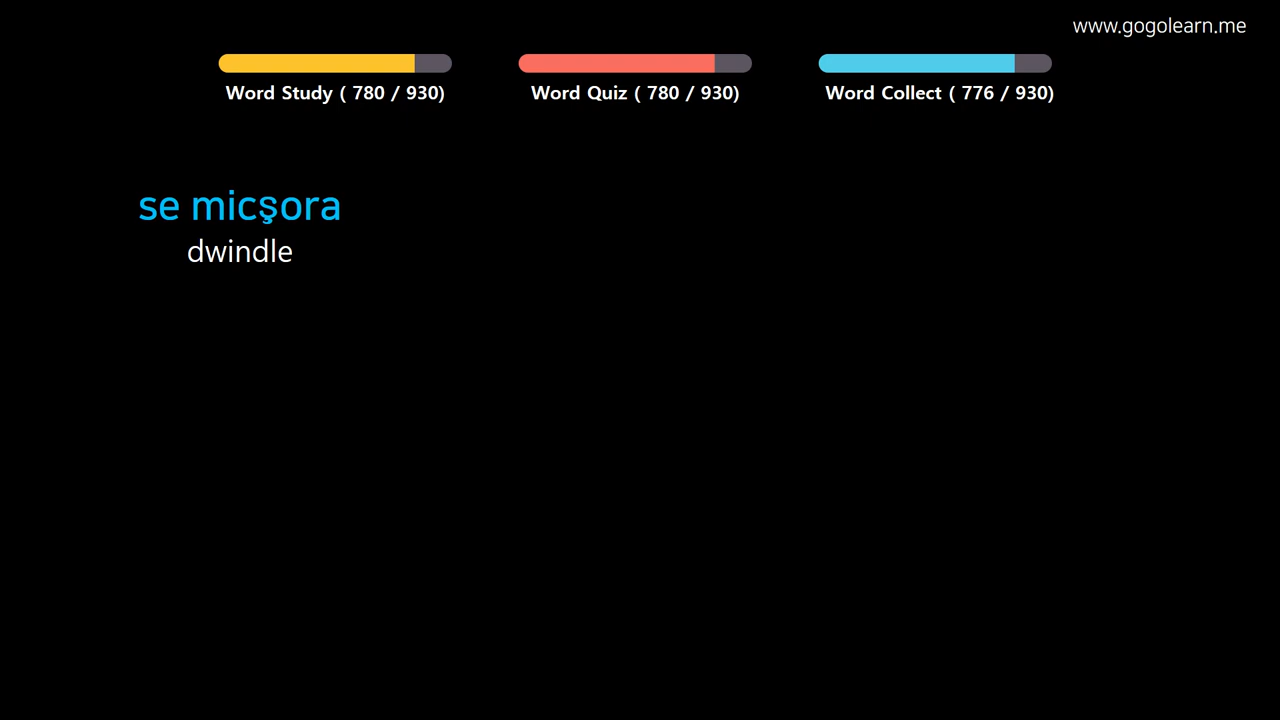 www.gogolearn.me
Word Study ( 780 / 930)
Word Quiz ( 780 / 930)
Word Collect ( 776 / 930)
se micşora
dwindle